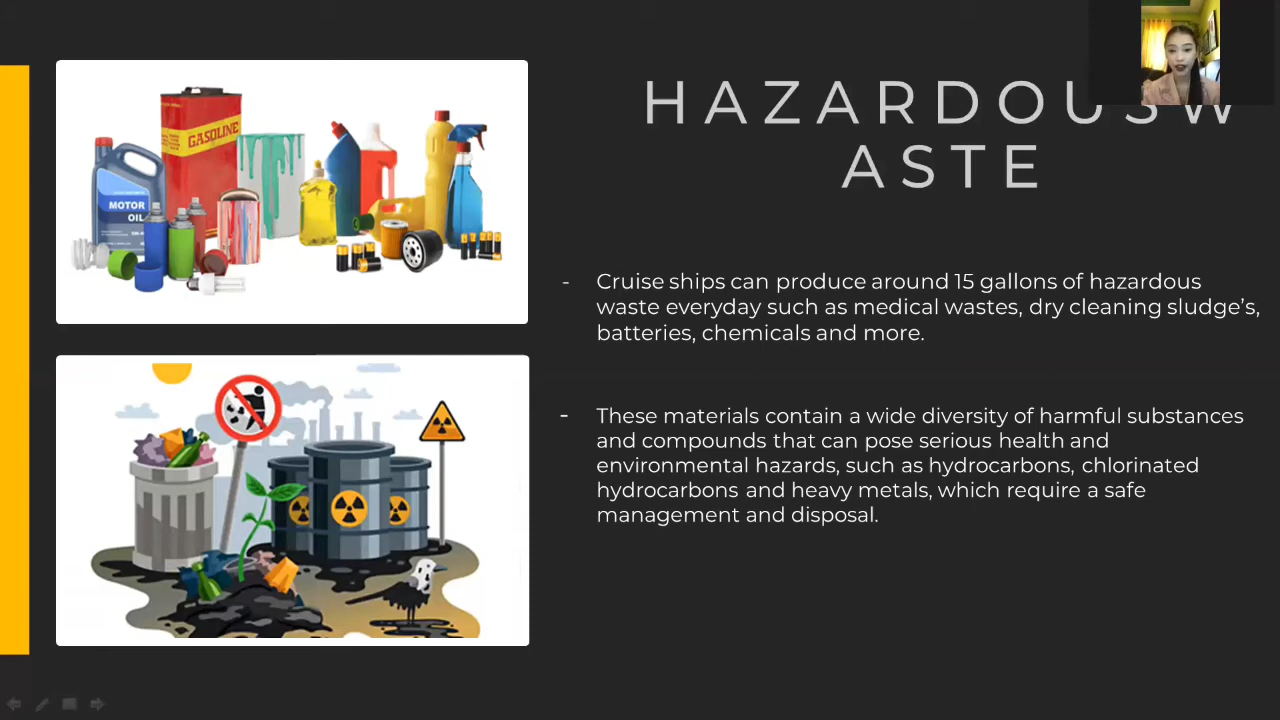 HAZARDOUSW
ASTE
GASOLINE
MOTOR
OIL
- Cruise ships can produce around 15 gallons of hazardous
waste everyday such as medical wastes, dry cleaning sludge’s,
batteries, chemicals and more.
- These materials contain a wide diversity of harmful substances
and compounds that can pose serious health and
environmental hazards, such as hydrocarbons, chlorinated
hydrocarbons and heavy metals, which require a safe
management and disposal.